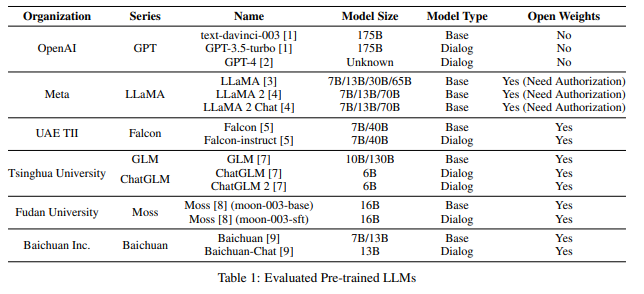 Organization Series Name Model Size Model Type Open Weights
text-davinci-003 [1] 175B Base No
OpenAI GPT GPT-3.5-turbo [1] 175B Dialog No
GPT-4 [2] Unknown Dialog No
LLaMA [3] 7B/13B/30B/65B Base Yes (Need Authorization)
Meta LLaMA LLaMA 2 [4] 7B/13B/70B Base Yes (Need Authorization)
LLaMA 2 Chat [4] 7B/13B/70B Base Yes (Need Authorization)
UAE TII Falcon Falcon [5] 7B/40B Base Yes
Falcon-instruct [5] 7B/40B Dialog Yes
GLM GLM [7] 10B/130B Base Yes
Tsinghua University ChatGLM ChatGLM [7] 6B Dialog Yes
ChatGLM 2 [7] 6B Dialog Yes
Fudan University Moss Moss [8] (moon-003-base) 16B Base Yes
Moss [8] (moon-003-sft) 16B Dialog Yes
Baichuan Inc. Baichuan Baichuan [9] 7B/13B Base Yes
Baichuan-Chat [9] 13B Dialog Yes
Table 1: Evaluated Pre-trained LLMs